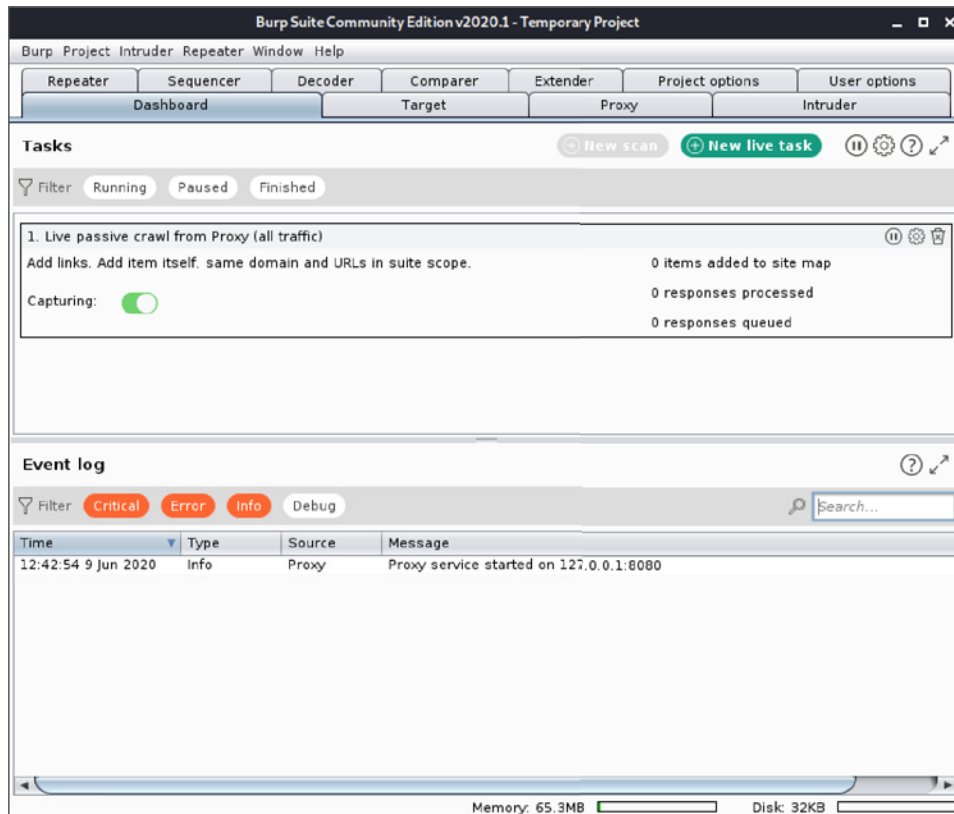 Burp Suite Community Edition v2020.1 - Temporary Project
Burp Project Intruder Repeater Window Help
Repeater Sequencer Decoder Comparer Extender Project options User options
Dashboard Target Proxy Intruder
Tasks New scan New live task
Filter Running Paused Finished
1. Live passive crawl from Proxy (all traffic)
Add links. Add item itself, same domain and URLs in suite scope. 0 items added to site map
Capturing: 0 responses processed
0 responses queued
Event log
Filter Critical Error Info Debug Search...
Time Type Source Message
12:42:54 9 Jun 2020 Info Proxy Proxy service started on 127.0.0.1:8080
Memory: 65.3MB Disk: 32KB